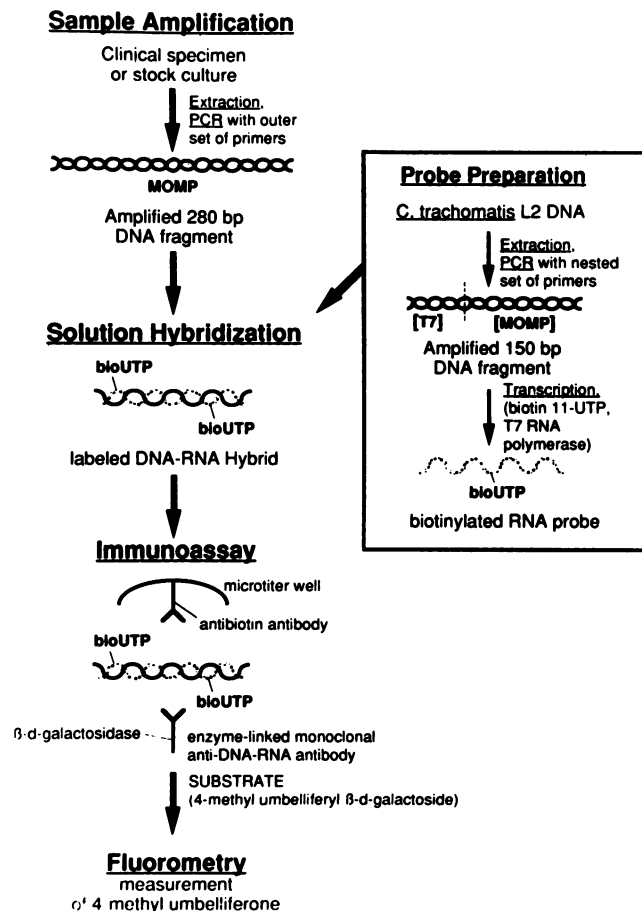 Sample Amplification
Clinical specimen
or stock culture
Extraction,
PCR with outer
set of primers
MOMP
Amplified 280 bp
DNA fragment
Solution Hybridization
bioUTP
bioUTP
labeled DNA-RNA Hybrid
Immunoassay
microtiter well
antibiotin antibody
bioUTP
bioUTP
ß-d-galactosidase
enzyme-linked monoclonal
anti-DNA-RNA antibody
SUBSTRATE
(4-methyl umbelliferyl ß-d-galactoside)
Fluorometry
measurement
of 4 methyl umbelliferone
Probe Preparation
C. trachomatis L2 DNA
Extraction,
PCR with nested
set of primers
[T7] [MOMP]
Amplified 150 bp
DNA fragment
Transcription,
(biotin 11-UTP,
T7 RNA
polymerase)
bioUTP
biotinylated RNA probe